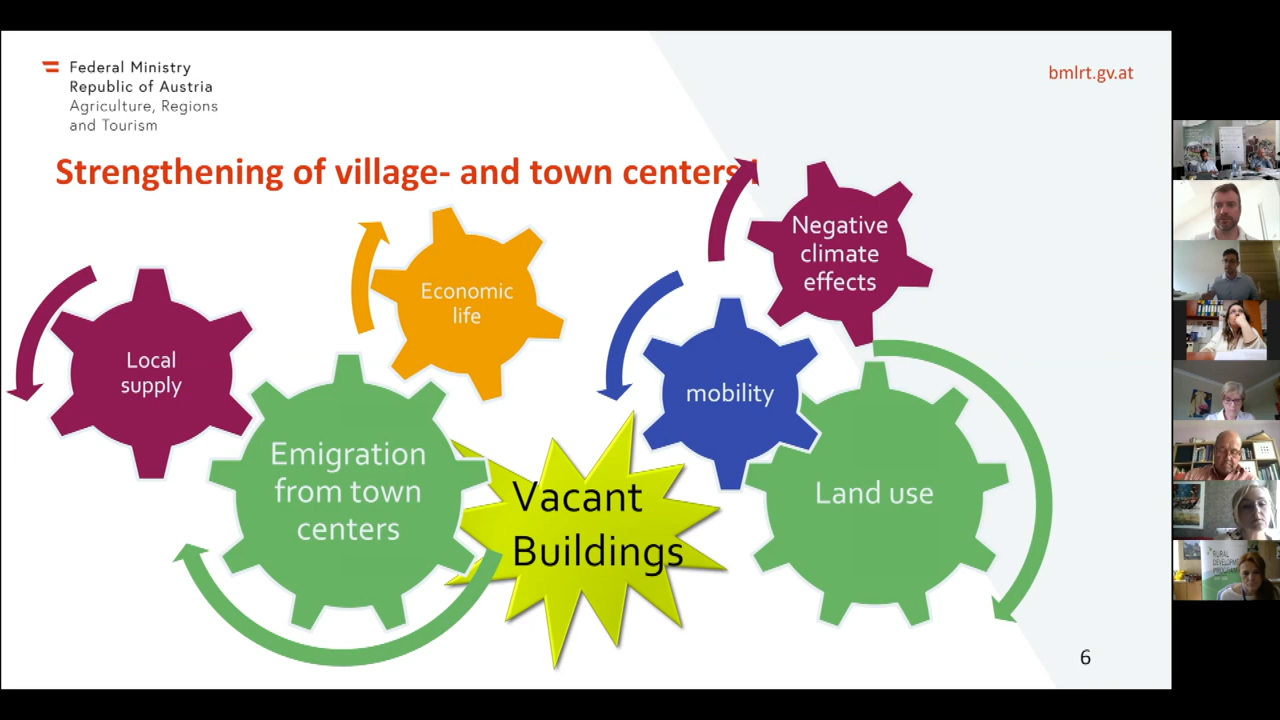 Federal Ministry
Republic of Austria
Agriculture, Regions
and Tourism
bmlrt.gv.at
Strengthening of village- and town centers !
Negative
climate
effects
Economic
life
Local
supply
mobility
Emigration
from town
centers
Vacant
Buildings
Land use
6
RURAL